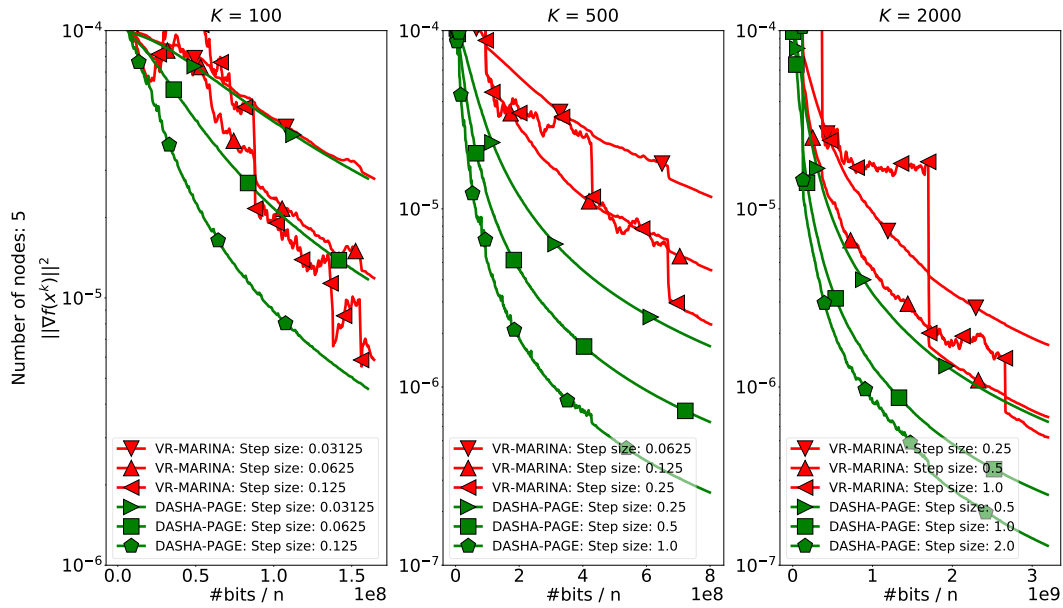 K = 100
K = 500
K = 2000
Number of nodes: 5
||∇f(x^k)||^2
10^{-4}
10^{-5}
10^{-6}
VR-MARINA: Step size: 0.03125
VR-MARINA: Step size: 0.0625
VR-MARINA: Step size: 0.125
DASHA-PAGE: Step size: 0.03125
DASHA-PAGE: Step size: 0.0625
DASHA-PAGE: Step size: 0.125
0.0 0.5 1.0 1.5
#bits / n
1e8
10^{-4}
10^{-5}
10^{-6}
10^{-7}
VR-MARINA: Step size: 0.0625
VR-MARINA: Step size: 0.125
VR-MARINA: Step size: 0.25
DASHA-PAGE: Step size: 0.25
DASHA-PAGE: Step size: 0.5
DASHA-PAGE: Step size: 1.0
0 2 4 6 8
#bits / n
1e8
10^{-4}
10^{-5}
10^{-6}
10^{-7}
VR-MARINA: Step size: 0.25
VR-MARINA: Step size: 0.5
VR-MARINA: Step size: 1.0
DASHA-PAGE: Step size: 0.5
DASHA-PAGE: Step size: 1.0
DASHA-PAGE: Step size: 2.0
0 1 2 3
#bits / n
1e9